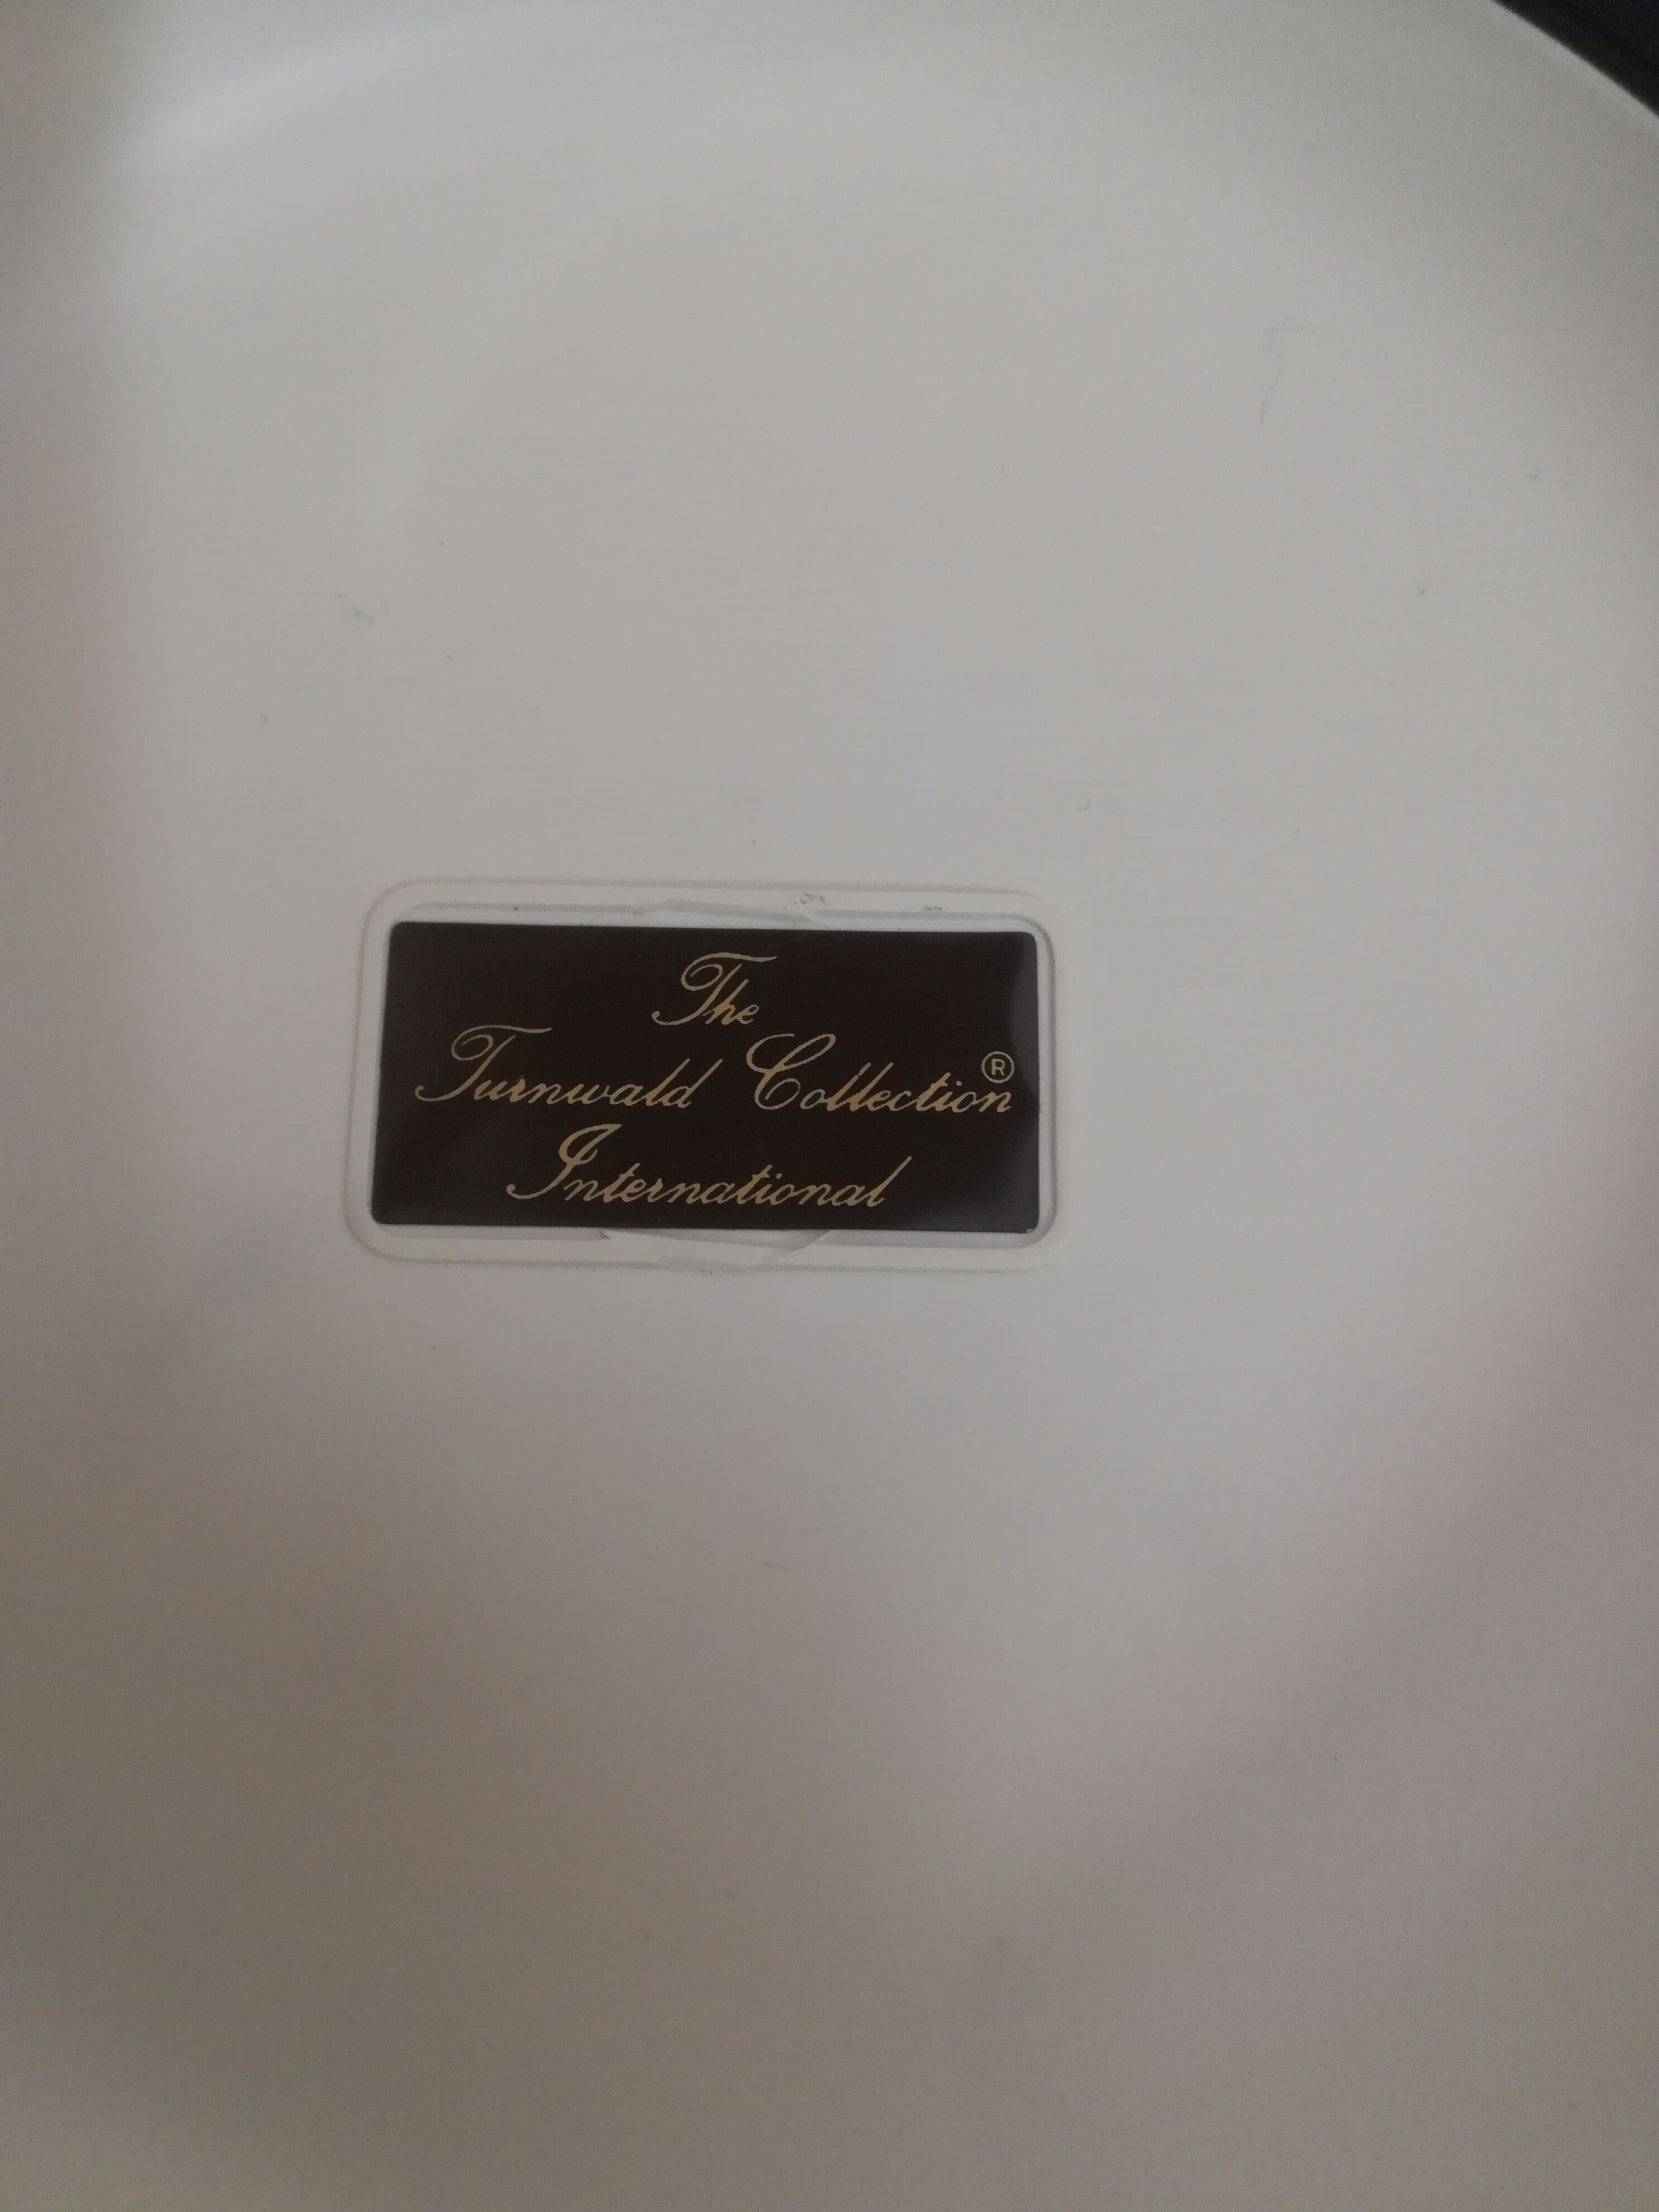 The
Turnwald Collection®
International